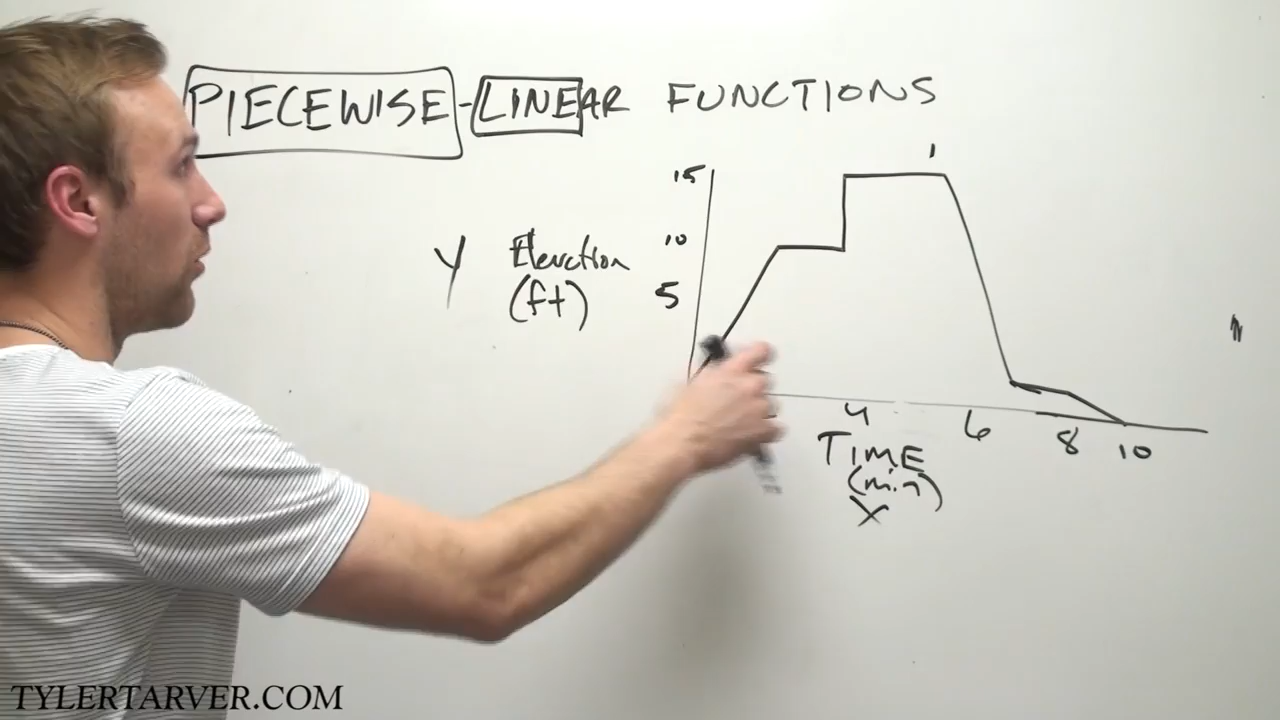 PIECEWISE-LINEAR FUNCTIONS
15
10
Y Elevation
(ft)
5
4
6
8
10
TIME
(min)
X
TYLERTARVER.COM